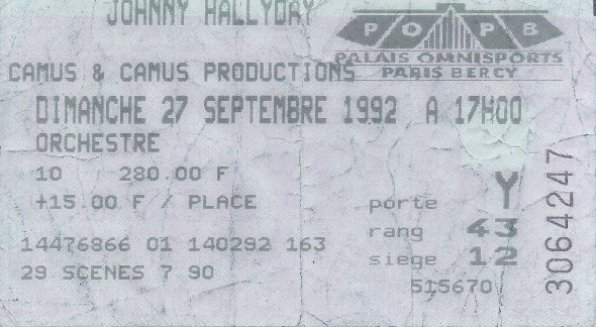 JOHNNY HALLYDAY
P O P B
PALAIS OMNISPORTS
PARIS BERCY
CAMUS & CAMUS PRODUCTIONS
DIMANCHE 27 SEPTEMBRE 1992 A 17H00
ORCHESTRE
10 280.00 F
+15.00 F / PLACE
porte Y
rang 43
14476866 01 140292 163
siege 12
29 SCENES 7 90
515670
3064247